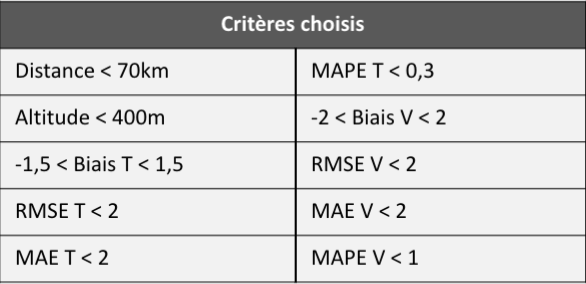 Critères choisis
Distance < 70km
MAPE T < 0,3
Altitude < 400m
-2 < Biais V < 2
-1,5 < Biais T < 1,5
RMSE V < 2
RMSE T < 2
MAE V < 2
MAE T < 2
MAPE V < 1